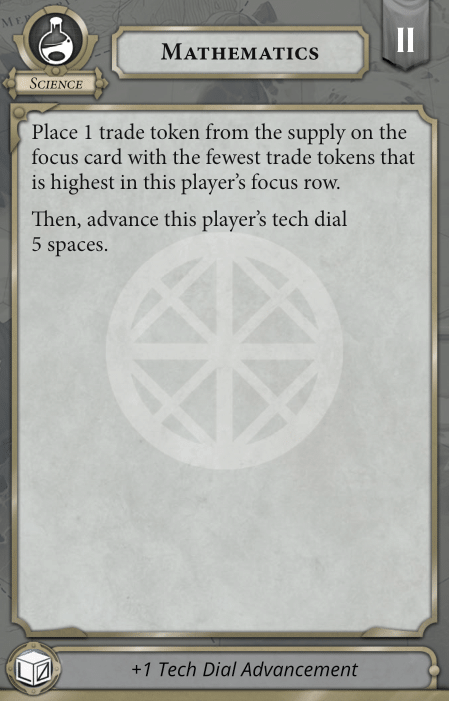 Mathematics
II
Science
Place 1 trade token from the supply on the
focus card with the fewest trade tokens that
is highest in this player's focus row.
Then, advance this player's tech dial
5 spaces.
+1 Tech Dial Advancement